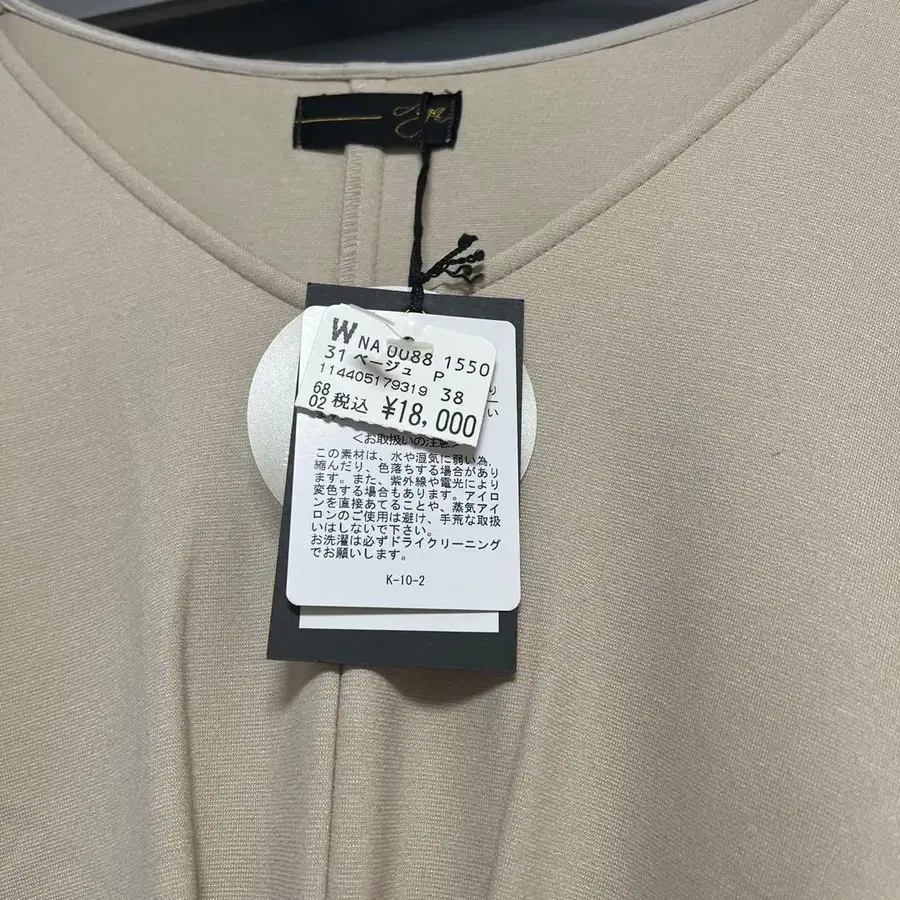 W NA 0088 1550
31 ベージュ P
114405179319 38
68
02 税込 ¥18,000
り
い
<お取扱いの注意>
この素材は、水や湿気に弱い為、
縮んだり、色落ちする場合があり
ます。また、紫外線や電光により
変色する場合もあります。アイロ
ンを直接あてることや、蒸気アイ
ロンのご使用は避け、手荒な取扱
いはしないで下さい。
お洗濯は必ずドライクリーニング
でお願いします。
K-10-2